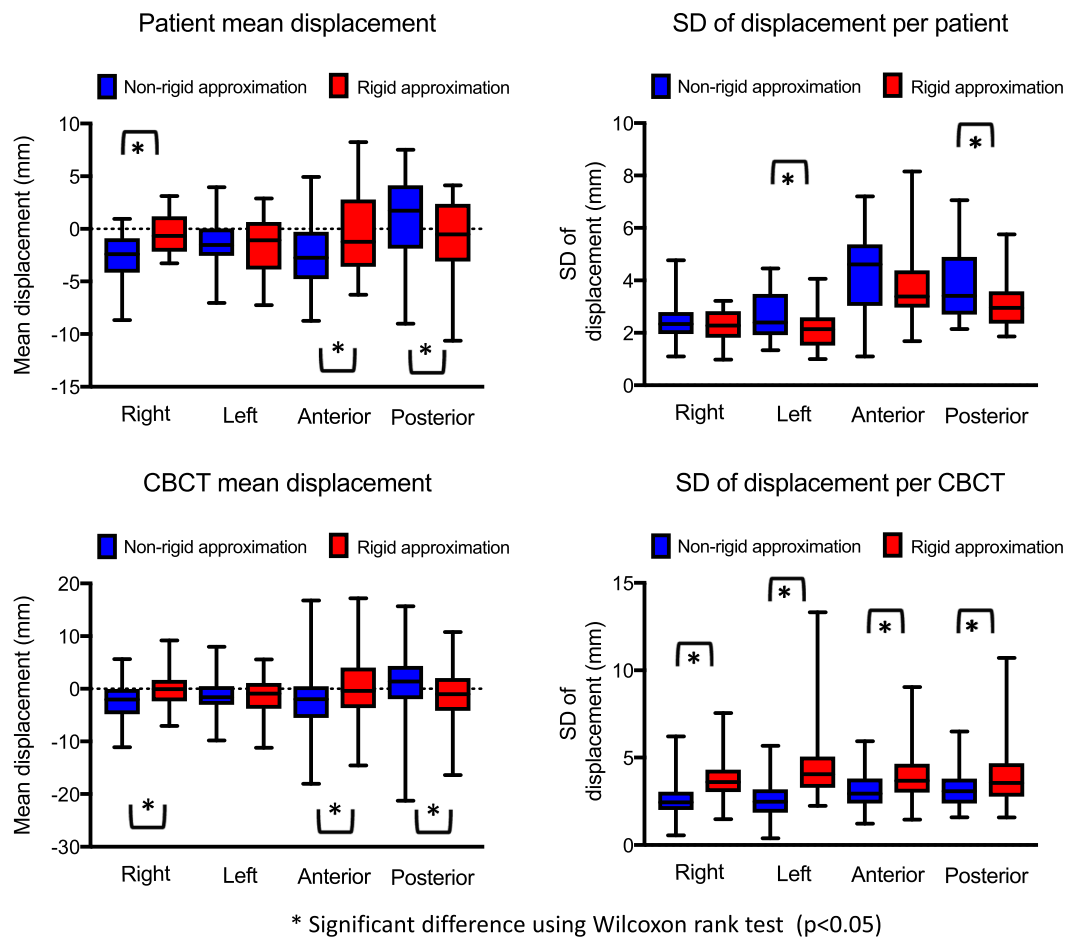 Patient mean displacement
Non-rigid approximation Rigid approximation
Mean displacement (mm)
10
5
0
-5
-10
-15
* * *
Right Left Anterior Posterior
SD of displacement per patient
Non-rigid approximation Rigid approximation
SD of
displacement (mm)
10
8
6
4
2
0
* *
Right Left Anterior Posterior
CBCT mean displacement
Non-rigid approximation Rigid approximation
Mean displacement (mm)
20
10
0
-10
-20
-30
* * *
Right Left Anterior Posterior
SD of displacement per CBCT
Non-rigid approximation Rigid approximation
SD of
displacement (mm)
15
10
5
0
* * * *
Right Left Anterior Posterior
* Significant difference using Wilcoxon rank test (p<0.05)